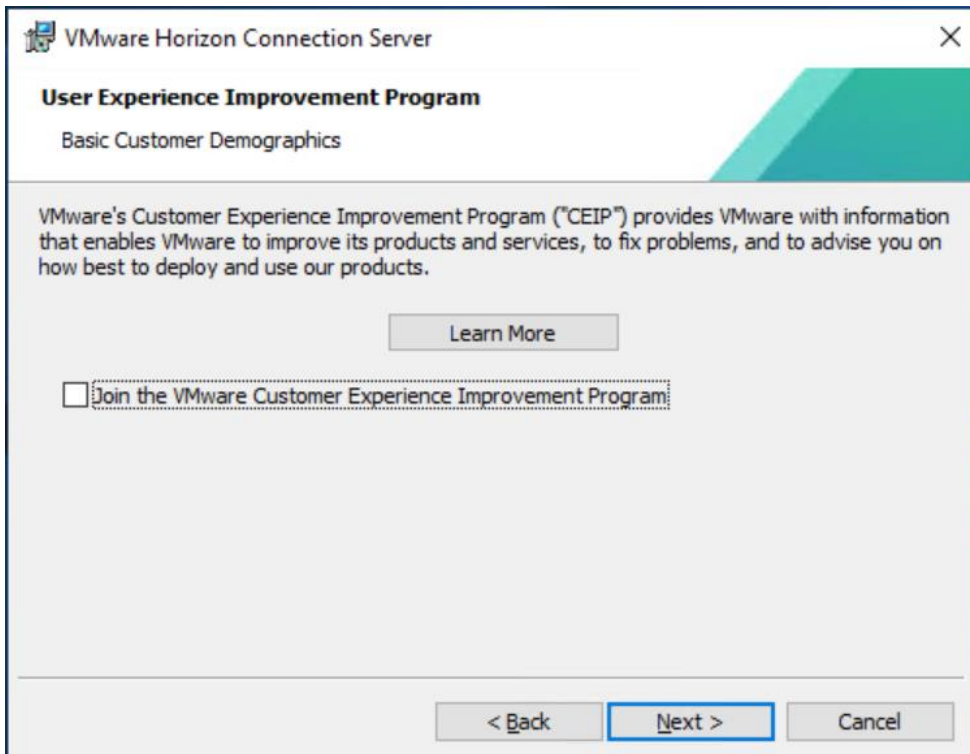 VMware Horizon Connection Server
User Experience Improvement Program
Basic Customer Demographics
VMware's Customer Experience Improvement Program ("CEIP") provides VMware with information
that enables VMware to improve its products and services, to fix problems, and to advise you on
how best to deploy and use our products.
Learn More
Join the VMware Customer Experience Improvement Program
< Back Next > Cancel